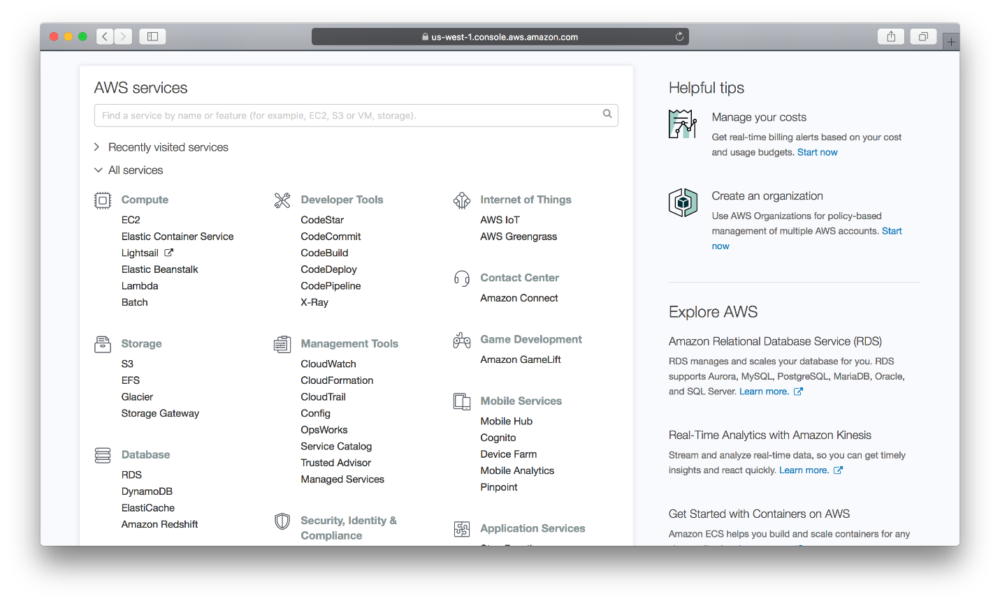 us-west-1.console.aws.amazon.com
AWS services
Find a service by name or feature (for example, EC2, S3 or VM, storage).
Recently visited services
All services
Compute
EC2
Elastic Container Service
Lightsail
Elastic Beanstalk
Lambda
Batch
Storage
S3
EFS
Glacier
Storage Gateway
Database
RDS
DynamoDB
ElastiCache
Amazon Redshift
Developer Tools
CodeStar
CodeCommit
CodeBuild
CodeDeploy
CodePipeline
X-Ray
Management Tools
CloudWatch
CloudFormation
CloudTrail
Config
OpsWorks
Service Catalog
Trusted Advisor
Managed Services
Security, Identity &
Compliance
Internet of Things
AWS IoT
AWS Greengrass
Contact Center
Amazon Connect
Game Development
Amazon GameLift
Mobile Services
Mobile Hub
Cognito
Device Farm
Mobile Analytics
Pinpoint
Application Services
Helpful tips
Manage your costs
Get real-time billing alerts based on your cost
and usage budgets. Start now
Create an organization
Use AWS Organizations for policy-based
management of multiple AWS accounts. Start
now
Explore AWS
Amazon Relational Database Service (RDS)
RDS manages and scales your database for you. RDS
supports Aurora, MySQL, PostgreSQL, MariaDB, Oracle,
and SQL Server. Learn more.
Real-Time Analytics with Amazon Kinesis
Stream and analyze real-time data, so you can get timely
insights and react quickly. Learn more.
Get Started with Containers on AWS
Amazon ECS helps you build and scale containers for any